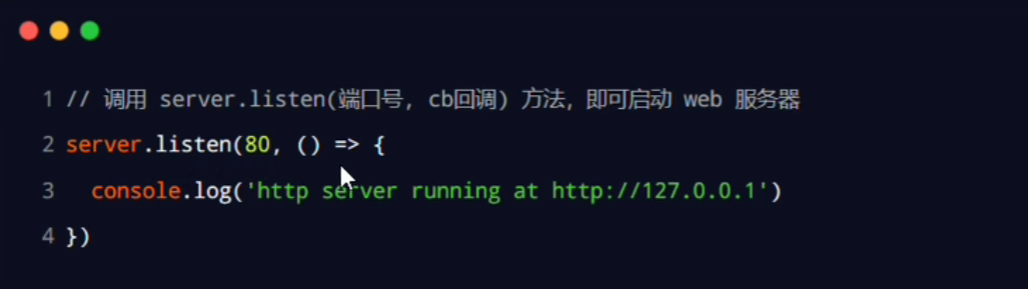 1 // 调用 server.listen(端口号, cb回调) 方法, 即可启动 web 服务器
2 server.listen(80, () => {
3   console.log('http server running at http://127.0.0.1')
4 })